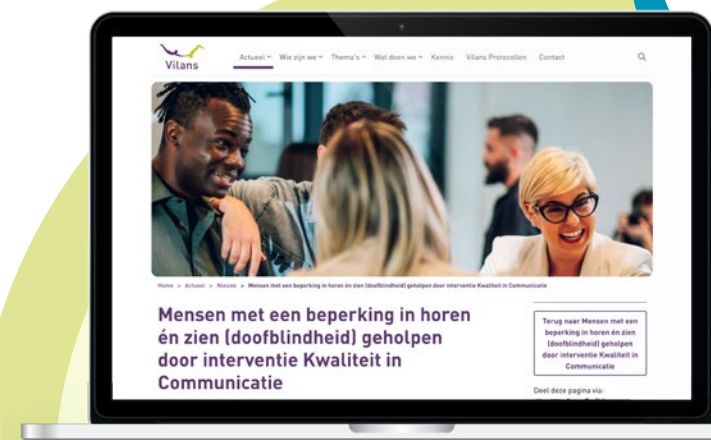 Vilans
Actueel Wie zijn we Thema's Wat doen we Kennis Vilans Protocollen Contact
Home > Actueel > Nieuws > Mensen met een beperking in horen én zien (doofblindheid) geholpen door interventie Kwaliteit in Communicatie
Mensen met een beperking in horen
én zien (doofblindheid) geholpen
door interventie Kwaliteit in
Communicatie
Terug naar Mensen met een
beperking in horen én zien
(doofblindheid) geholpen
door interventie Kwaliteit in
Communicatie
Deel deze pagina via: